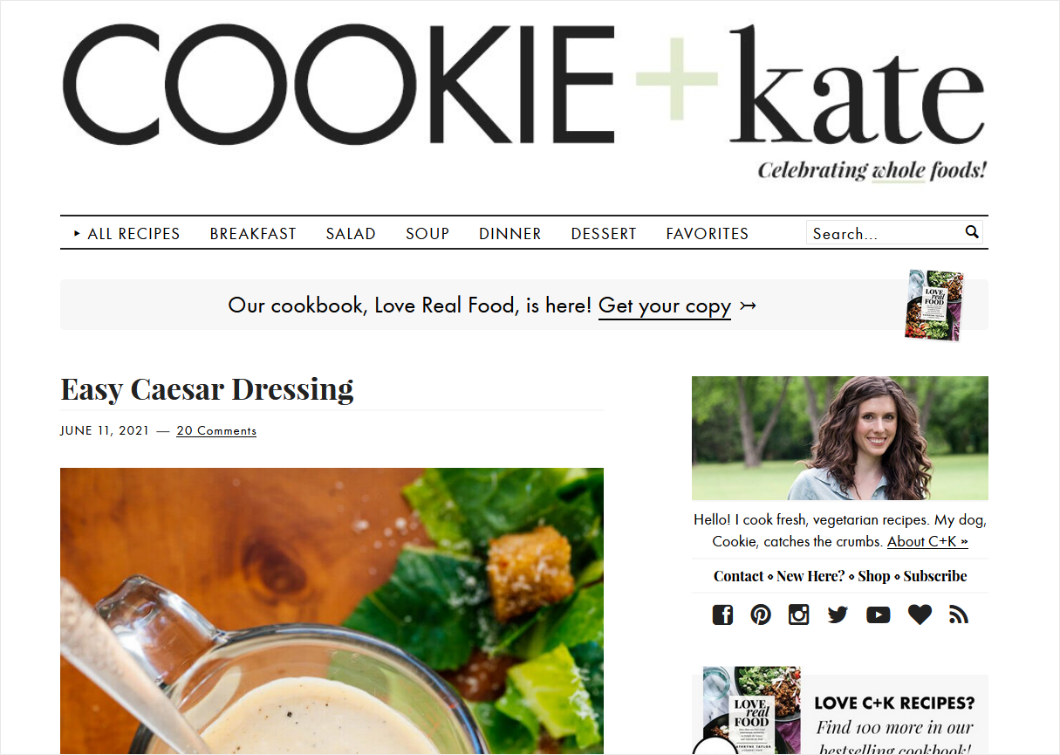 COOKIE + kate
Celebrating whole foods!
‣ ALL RECIPES BREAKFAST SALAD SOUP DINNER DESSERT FAVORITES Search...
Our cookbook, Love Real Food, is here! Get your copy ↣
LOVE
real
FOOD
Easy Caesar Dressing
JUNE 11, 2021 — 20 Comments
Hello! I cook fresh, vegetarian recipes. My dog,
Cookie, catches the crumbs. About C+K »
Contact ⋄ New Here? ⋄ Shop ⋄ Subscribe
LOVE
real
FOOD
LOVE C+K RECIPES?
Find 100 more in our
bestselling cookbook!